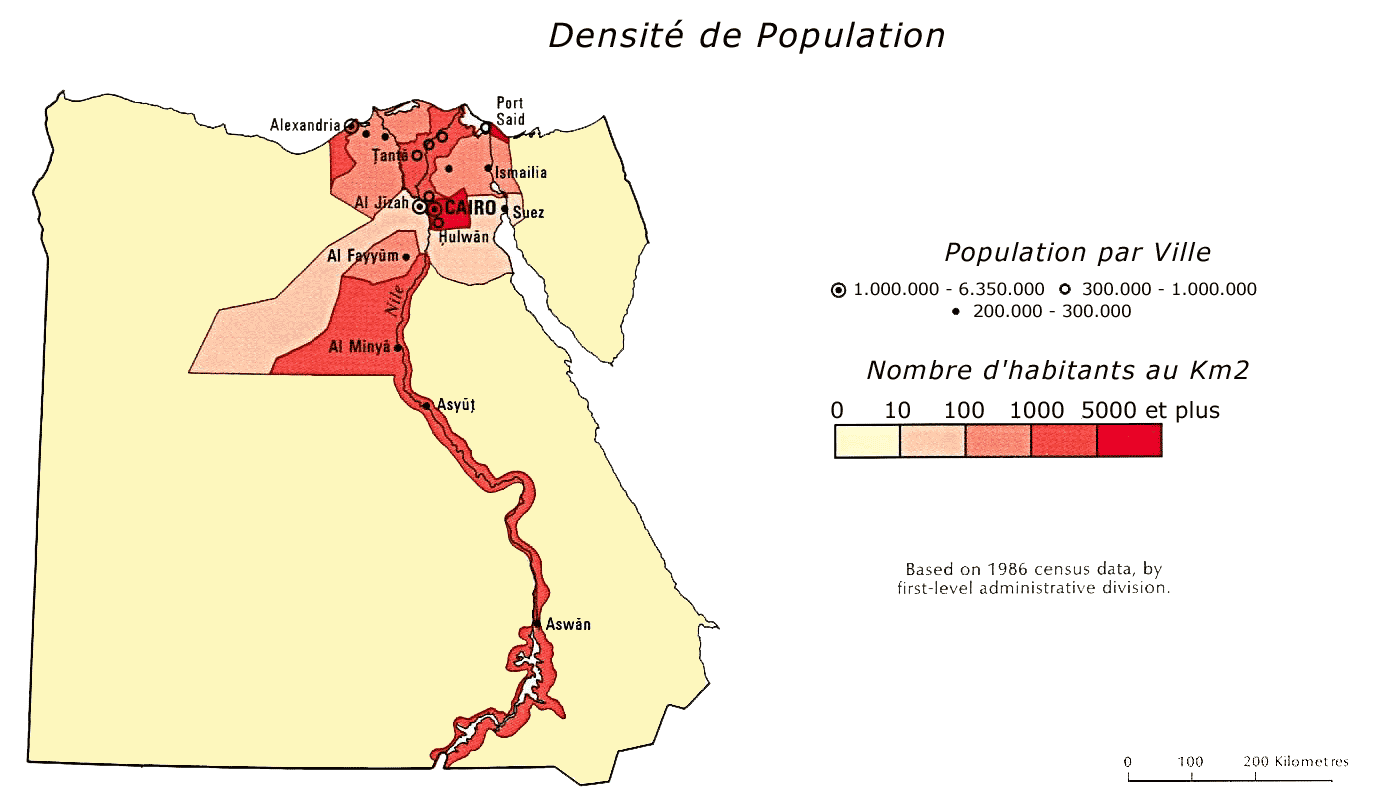 Densité de Population
Port
Said
Alexandria
Ṭanṭā
Ismailia
Al Jīzah
CAIRO
Suez
Ḥulwān
Al Fayyūm
Nile
Al Minyā
Asyūṭ
Aswān
Population par Ville
1.000.000 - 6.350.000 300.000 - 1.000.000
200.000 - 300.000
Nombre d'habitants au Km2
0 10 100 1000 5000 et plus
Based on 1986 census data, by
first-level administrative division.
0 100 200 Kilometres